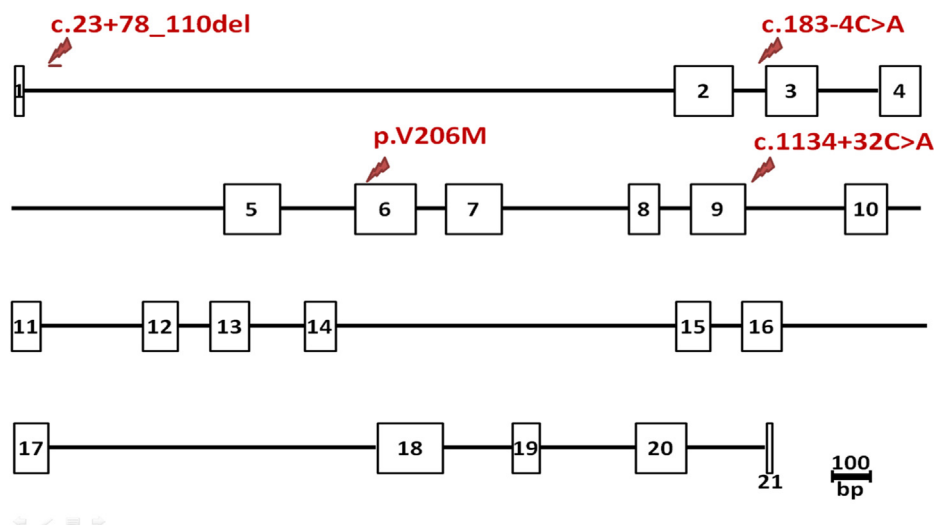 c.23+78_110del
c.183-4C>A
1 2 3 4
p.V206M
c.1134+32C>A
5 6 7 8 9 10
11 12 13 14 15 16
17 18 19 20 21
100
bp